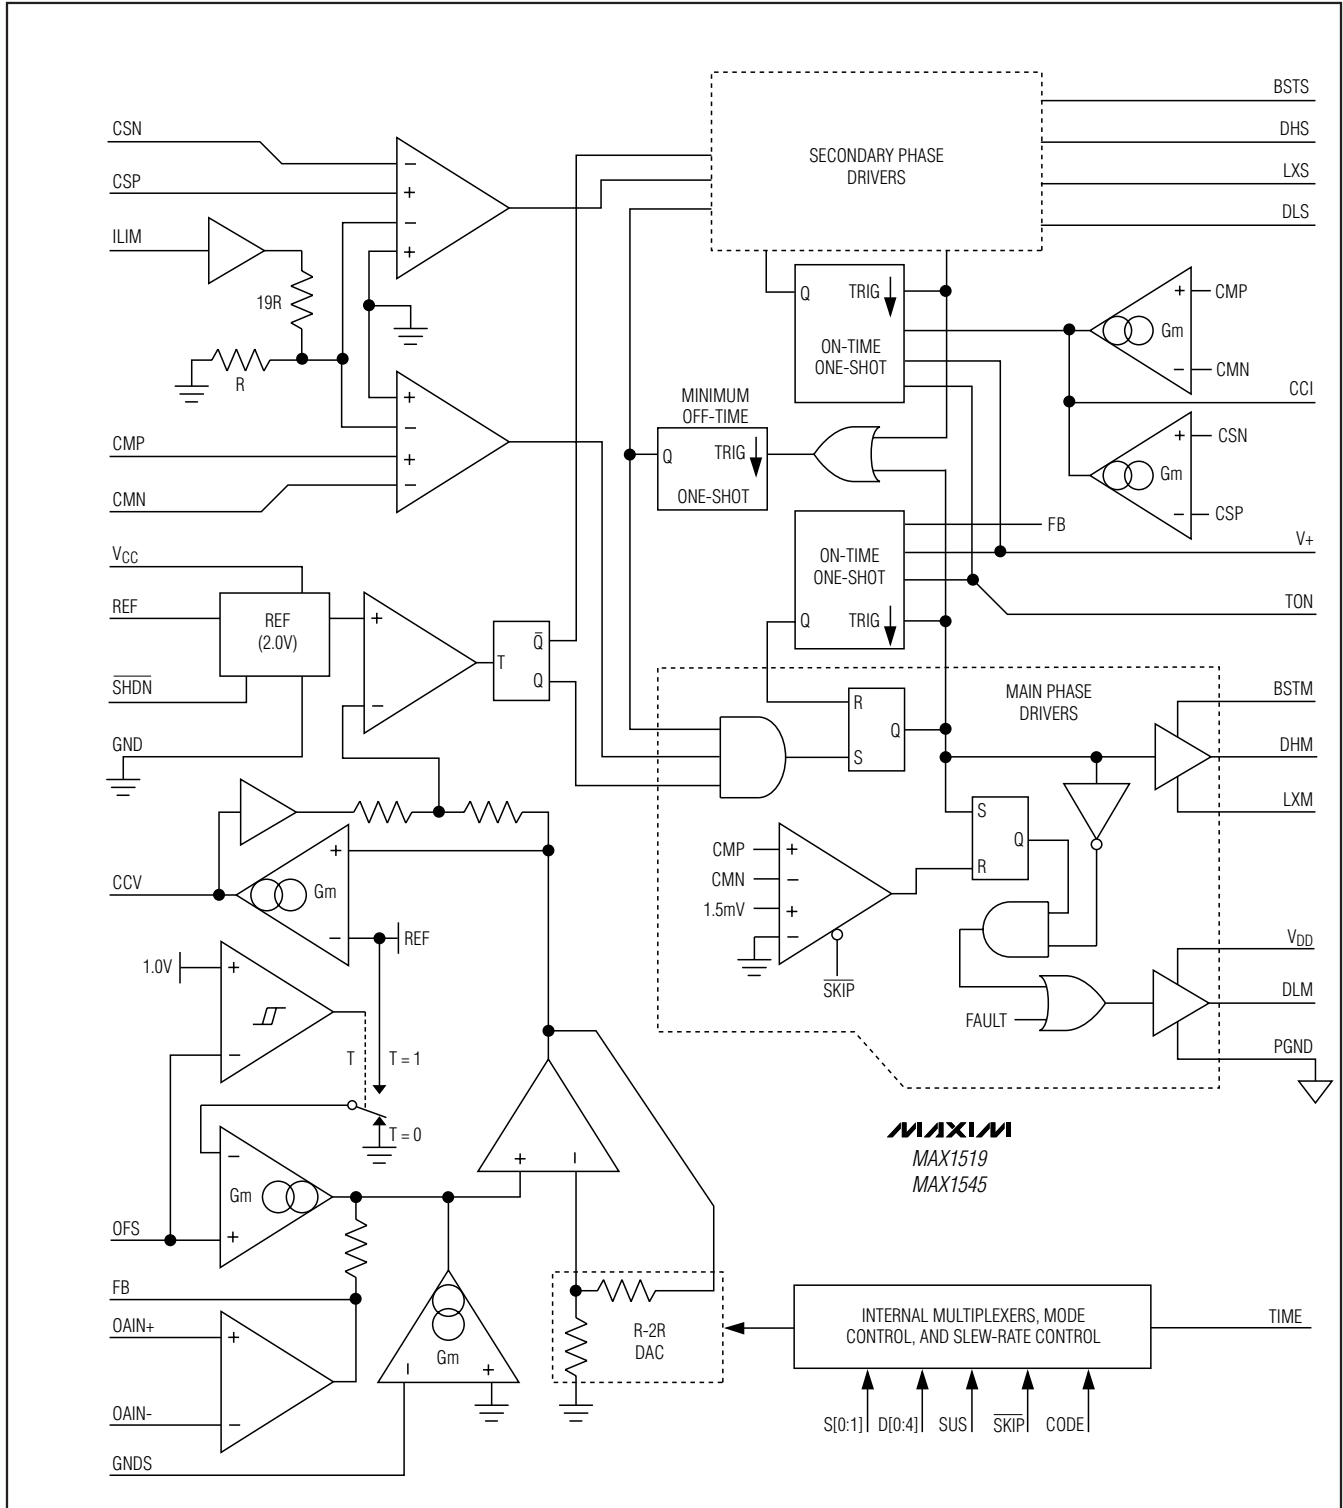 BSTS
CSN
DHS
SECONDARY PHASE
DRIVERS
−
LXS
CSP
+
−
DLS
ILIM
+
Q
TRIG
19R
+
CMP
Gm
ON-TIME
ONE-SHOT
−
CMN
R
MINIMUM
OFF-TIME
CCI
+
−
+
CSN
CMP
+
Q
TRIG
Gm
−
CMN
ONE-SHOT
−
CSP
FB
VCC
V+
ON-TIME
ONE-SHOT
REF
TON
REF
(2.0V)
+
Q
TRIG
Q̅
T
SHDN
Q
MAIN PHASE
DRIVERS
BSTM
−
R
Q
GND
DHM
S
LXM
S
Q
+
CMP
+
R
CCV
Gm
CMN
−
1.5mV
+
−
REF
−
VDD
1.0V
+
SKIP
DLM
FAULT
T
T = 1
−
PGND
T = 0
MAXIM
MAX1519
MAX1545
−
+
−
Gm
OFS
+
FB
OAIN+
+
INTERNAL MULTIPLEXERS, MODE
CONTROL, AND SLEW-RATE CONTROL
TIME
R-2R
DAC
Gm
−
+
OAIN-
−
S[0:1]
D[0:4]
SUS
SKIP
CODE
GNDS